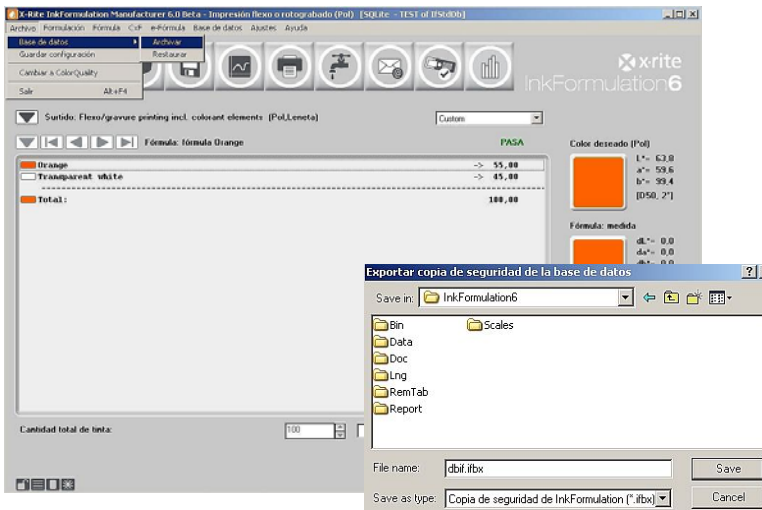 X-Rite InkFormulation Manufacturer 6.0 Beta - Impresión flexo o rotograbado (Pol) [SQLite - TEST of IfStdDb]
Archivo Formulación Fórmula CxF e-Fórmula Base de datos Ajustes Ayuda
Base de datos
Archivar
Guardar configuración
Restaurar
Cambiar a ColorQuality
Salir Alt+F4
x·rite
InkFormulation6
Surtido: Flexo/gravure printing incl. colorant elements (Pol,Leneta)
Custom
Fórmula: fórmula Orange
PASA
Color deseado (Pol)
Orange -> 55,00
Transparent white -> 45,00
Total: 100,00
L*= 63,8
a*= 59,6
b*= 99,4
[D50, 2°]
Fórmula: medida
dL*= 0,0
da*= 0,0
db*= 0,0
Exportar copia de seguridad de la base de datos
Save in: InkFormulation6
Bin
Scales
Data
Doc
Lng
RemTab
Report
Cantidad total de tinta: 100
File name: dbif.ifbx
Save
Save as type: Copia de seguridad de InkFormulation (*.ifbx)
Cancel